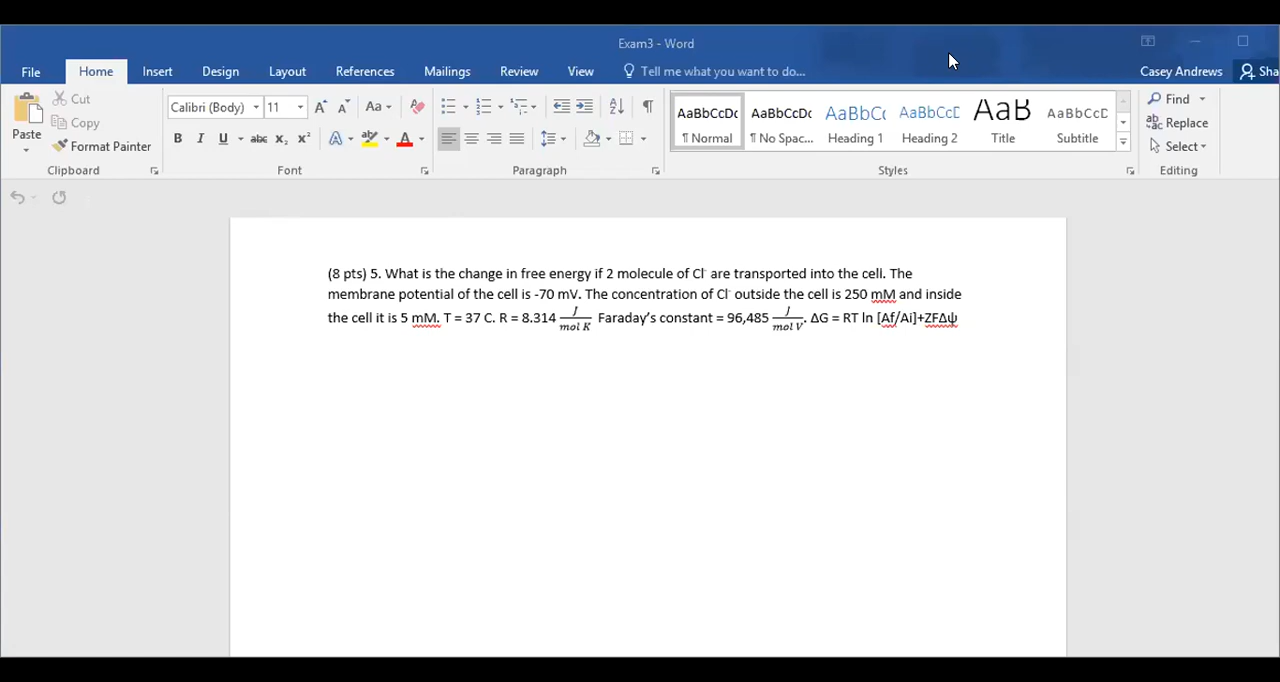 Exam3 - Word
File Home Insert Design Layout References Mailings Review View Tell me what you want to do... Casey Andrews Sha
Paste Cut Copy Format Painter
Calibri (Body) 11 Aa
B I U abc x₂ x² A A
AaBbCcDc AaBbCcDc AaBbCc AaBbCcD AaB AaBbCcD
¶ Normal ¶ No Spac... Heading 1 Heading 2 Title Subtitle
Find Replace Select
Clipboard Font Paragraph Styles Editing
(8 pts) 5. What is the change in free energy if 2 molecule of Cl⁻ are transported into the cell. The
membrane potential of the cell is -70 mV. The concentration of Cl⁻ outside the cell is 250 mM and inside
the cell it is 5 mM. T = 37 C. R = 8.314 J/mol K Faraday's constant = 96,485 J/mol V. ΔG = RT ln [Af/Ai]+ZFΔψ